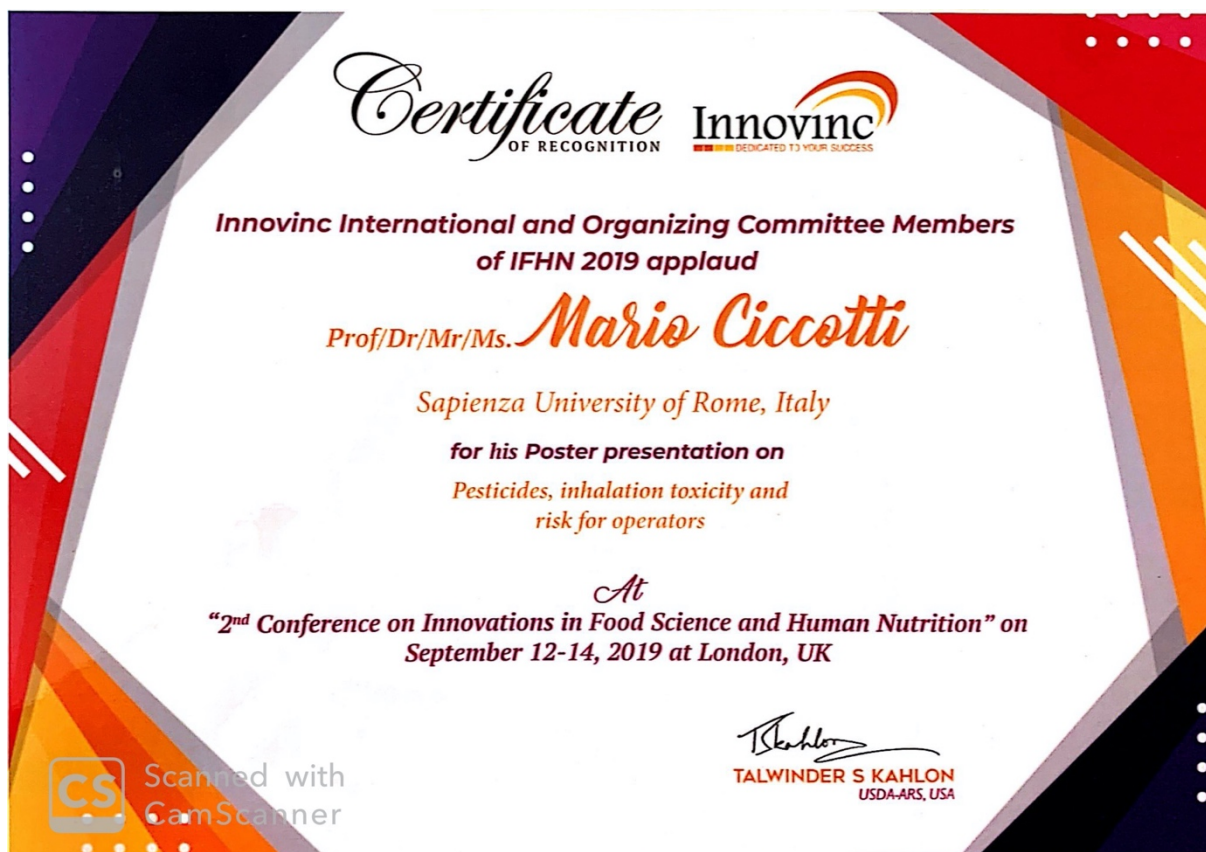 Certificate
OF RECOGNITION
Innovinc
DEDICATED TO YOUR SUCCESS
Innovinc International and Organizing Committee Members
of IFHN 2019 applaud
Prof/Dr/Mr/Ms. Mario Ciccotti
Sapienza University of Rome, Italy
for his Poster presentation on
Pesticides, inhalation toxicity and
risk for operators
At
“2nd Conference on Innovations in Food Science and Human Nutrition” on
September 12-14, 2019 at London, UK
TSkahlon
TALWINDER S KAHLON
USDA-ARS, USA
CS
Scanned with
CamScanner